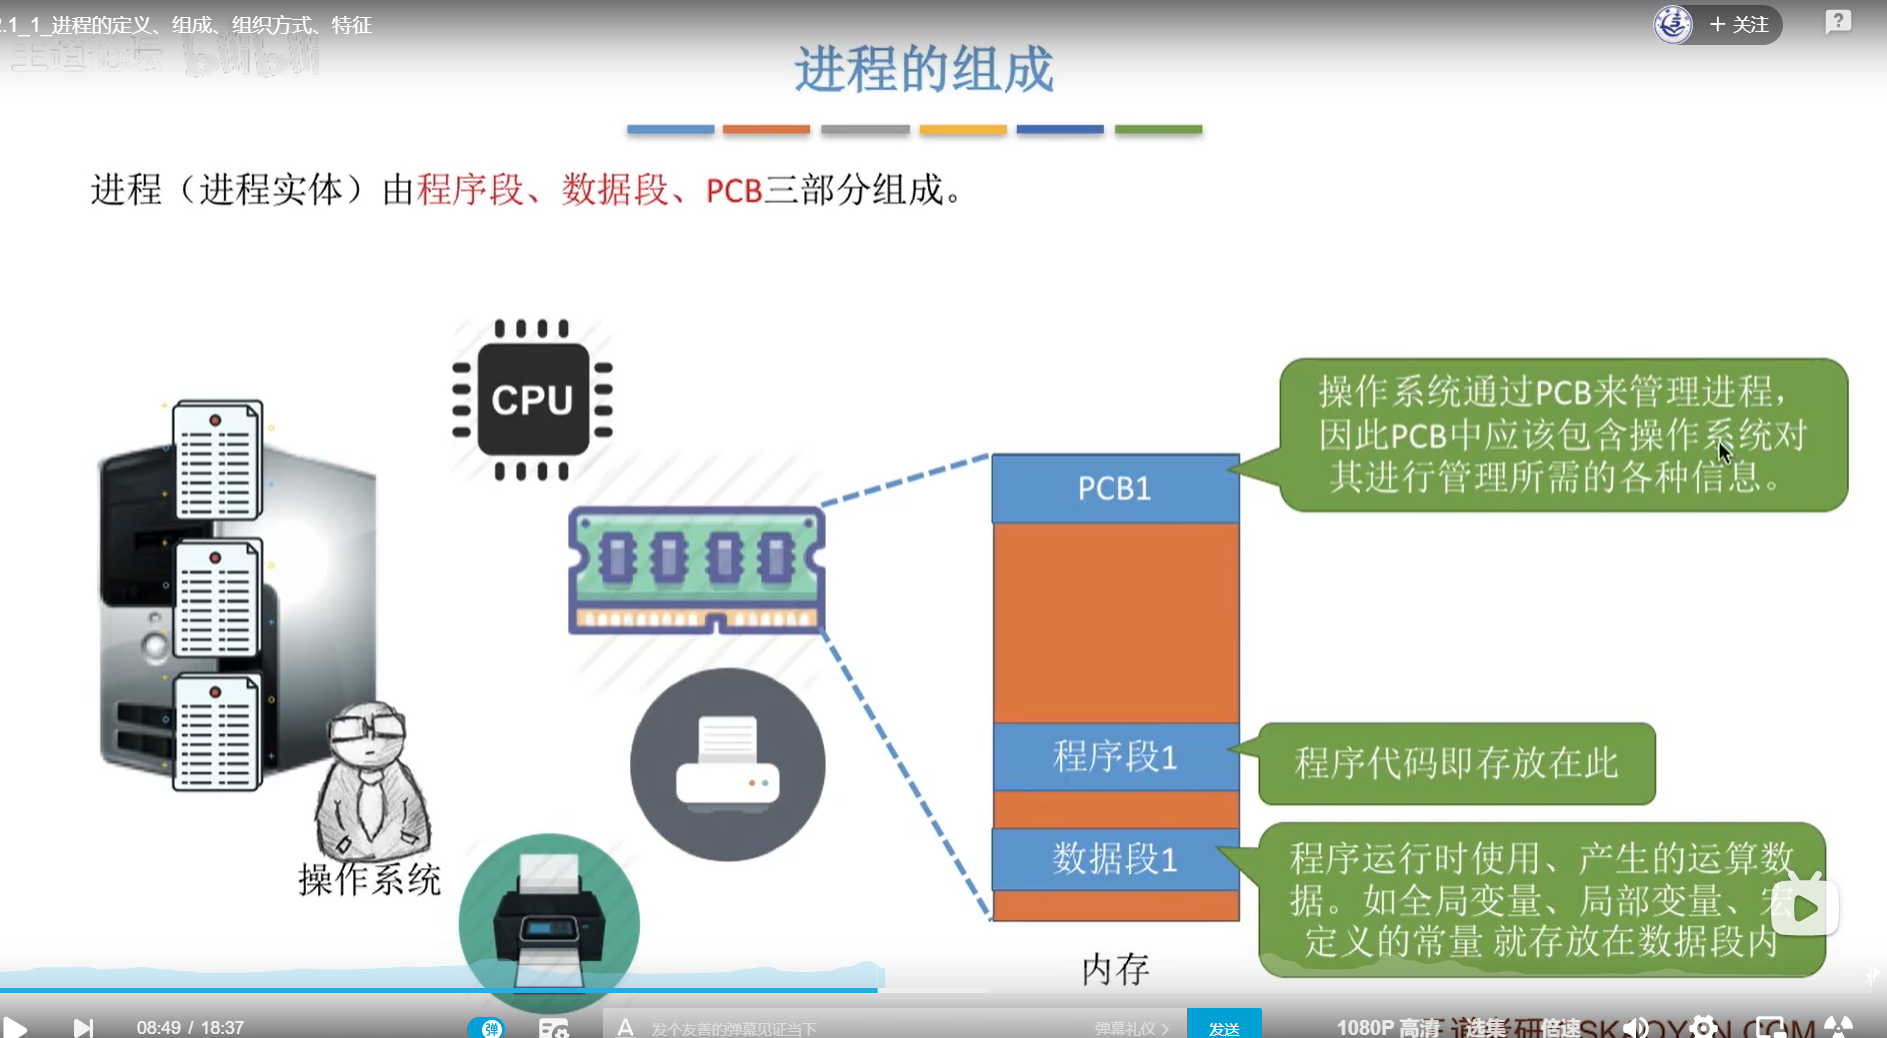 2.1_1_进程的定义、组成、组织方式、特征
+ 关注
王道论坛 bilibili
进程的组成
进程（进程实体）由程序段、数据段、PCB三部分组成。
CPU
操作系统通过PCB来管理进程，
因此PCB中应该包含操作系统对
其进行管理所需的各种信息。
PCB1
程序段1
程序代码即存放在此
数据段1
程序运行时使用、产生的运算数
据。如全局变量、局部变量、宏
定义的常量 就存放在数据段内
操作系统
内存
08:49 / 18:37
弹
A
发个友善的弹幕见证当下
弹幕礼仪 >
发送
1080P 高清
选集
倍速